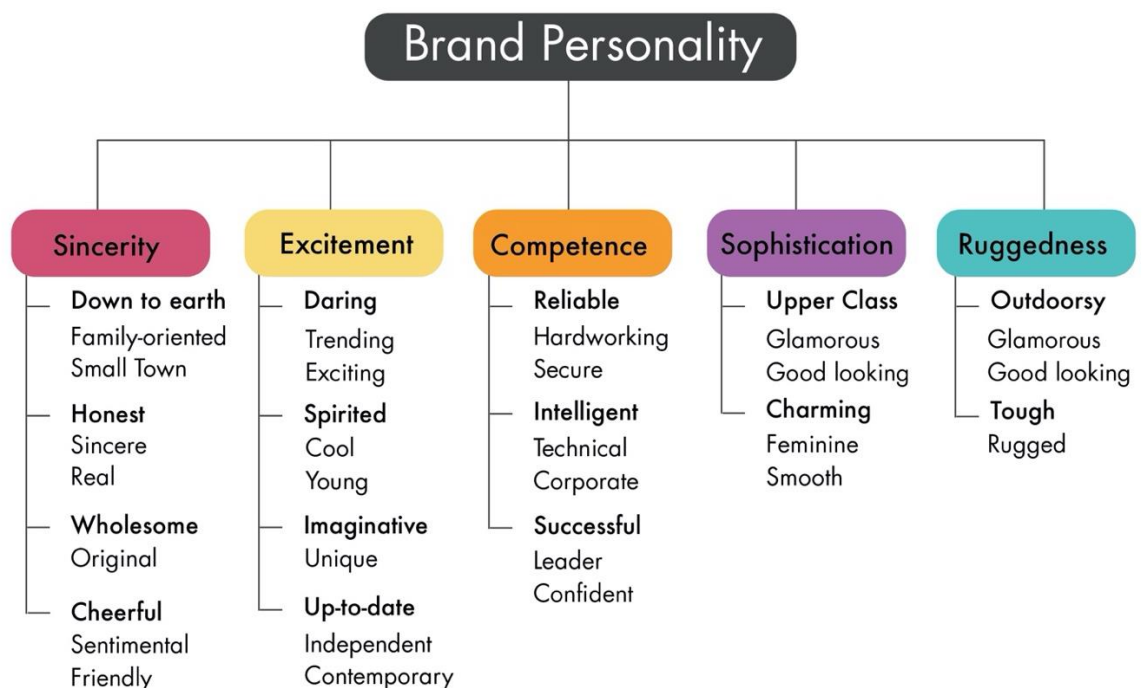 Brand Personality
Sincerity
Down to earth
Family-oriented
Small Town
Honest
Sincere
Real
Wholesome
Original
Cheerful
Sentimental
Friendly
Excitement
Daring
Trending
Exciting
Spirited
Cool
Young
Imaginative
Unique
Up-to-date
Independent
Contemporary
Competence
Reliable
Hardworking
Secure
Intelligent
Technical
Corporate
Successful
Leader
Confident
Sophistication
Upper Class
Glamorous
Good looking
Charming
Feminine
Smooth
Ruggedness
Outdoorsy
Glamorous
Good looking
Tough
Rugged